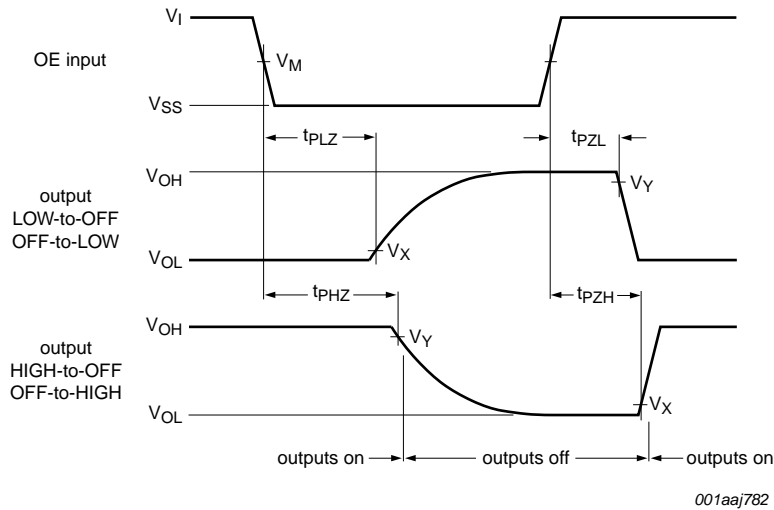 VI
OE input
VM
VSS
tPLZ
tPZL
VOH
output
LOW-to-OFF
OFF-to-LOW
VY
VX
VOL
tPHZ
tPZH
VOH
output
HIGH-to-OFF
OFF-to-HIGH
VY
VX
VOL
outputs on
outputs off
outputs on
001aaj782